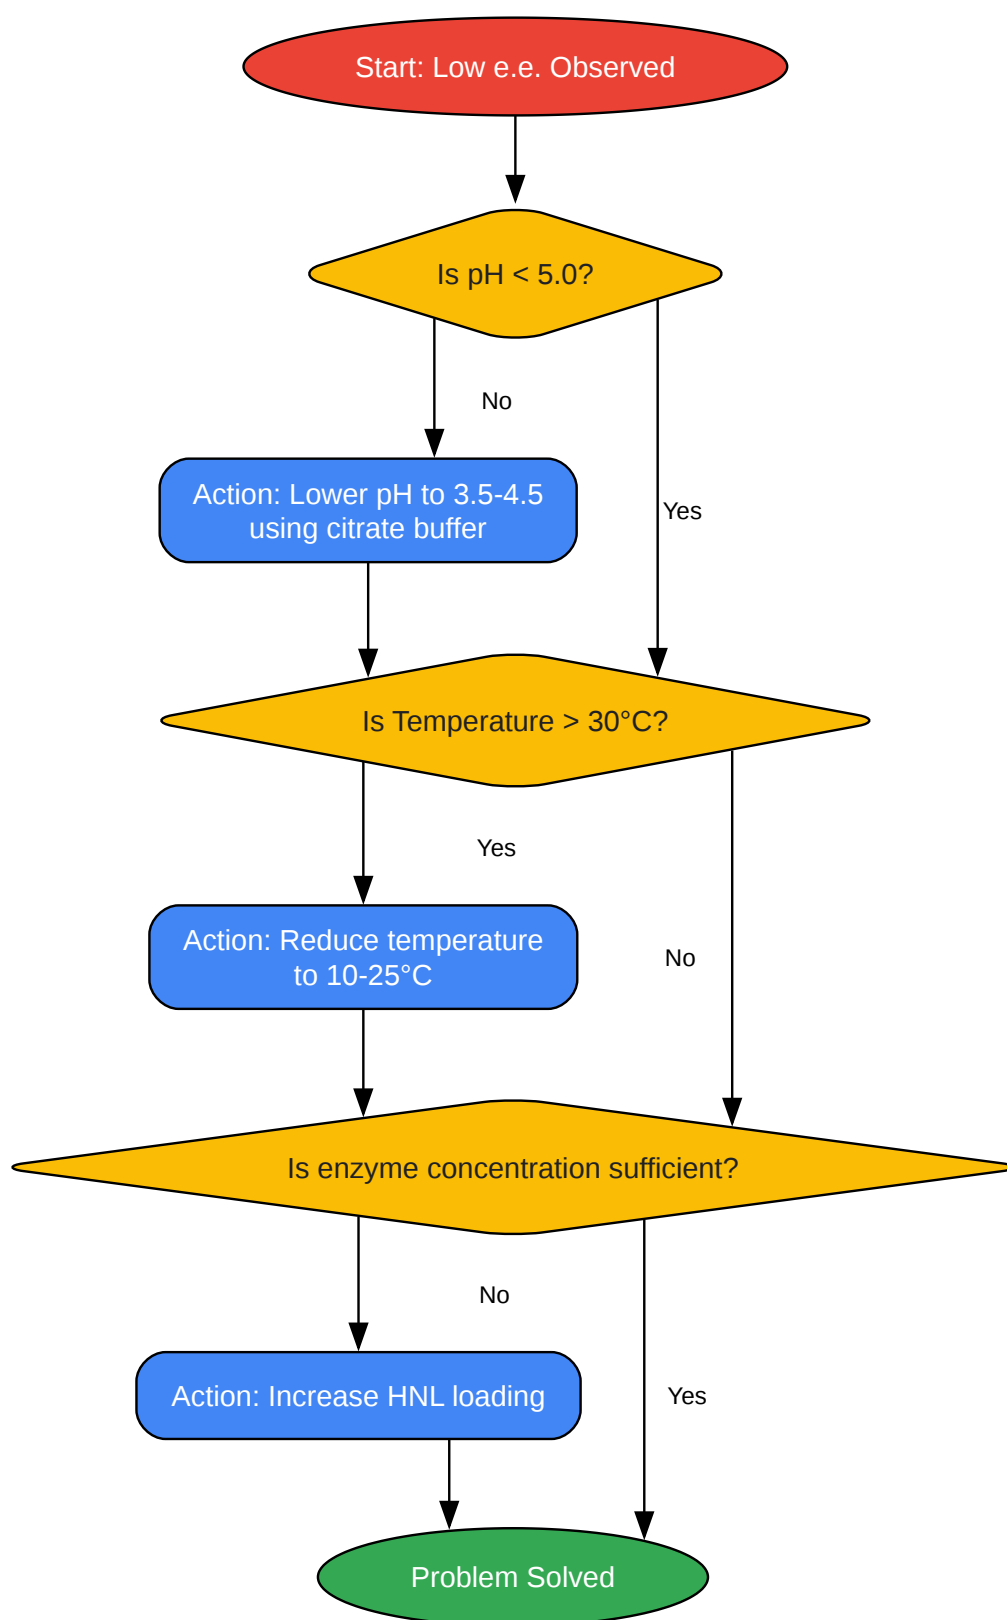 Start: Low e.e. Observed
Is pH < 5.0?
No
Action: Lower pH to 3.5-4.5
using citrate buffer
Yes
Is Temperature > 30°C?
Yes
Action: Reduce temperature
to 10-25°C
No
Is enzyme concentration sufficient?
No
Action: Increase HNL loading
Yes
Problem Solved